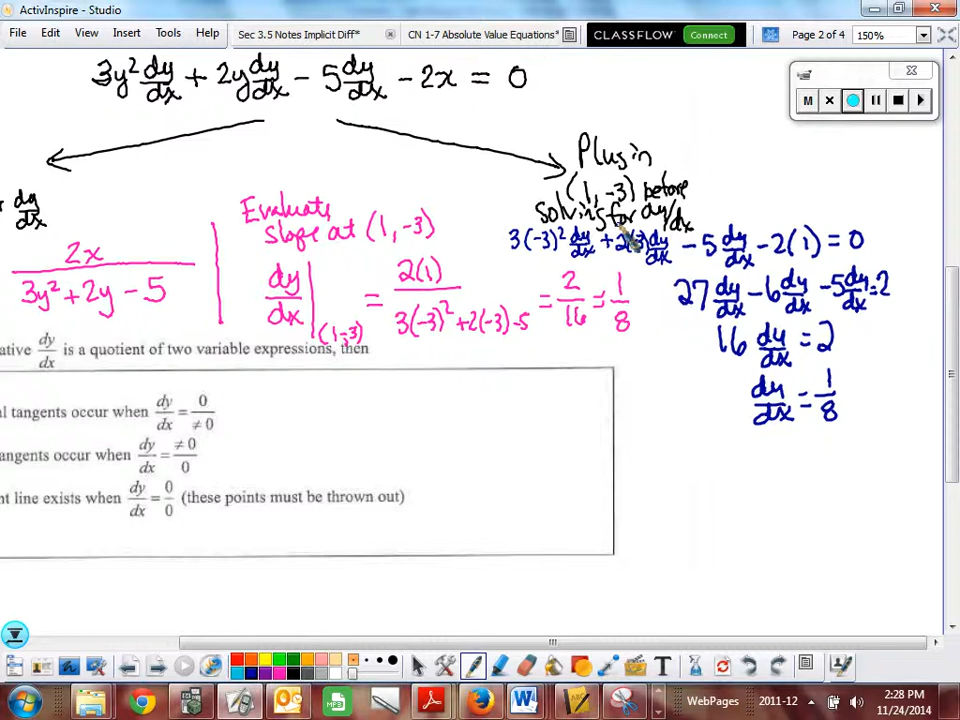 ActivInspire - Studio
File Edit View Insert Tools Help
Sec 3.5 Notes Implicit Diff*
CN 1-7 Absolute Value Equations*
CLASSFLOW Connect
Before
Page 2 of 4
150%
3y² dy/dx + 2y dy/dx − 5 dy/dx − 2x = 0
Plug in
(1, −3) before
solving for dy/dx
dy/dx
Evaluate
slope at (1, −3)
2x / (3y² + 2y − 5)
dy/dx |(1,−3) = 2(1) / (3(−3)² + 2(−3) − 5) = 2/16 = 1/8
3(−3)² dy/dx + 2(−3) dy/dx − 5 dy/dx − 2(1) = 0
27 dy/dx − 6 dy/dx − 5 dy/dx = 2
16 dy/dx = 2
dy/dx = 1/8
ative dy/dx is a quotient of two variable expressions, then
al tangents occur when dy/dx = 0/≠0
angents occur when dy/dx = ≠0/0
nt line exists when dy/dx = 0/0 (these points must be thrown out)
WebPages
2011-12
2:28 PM
11/24/2014